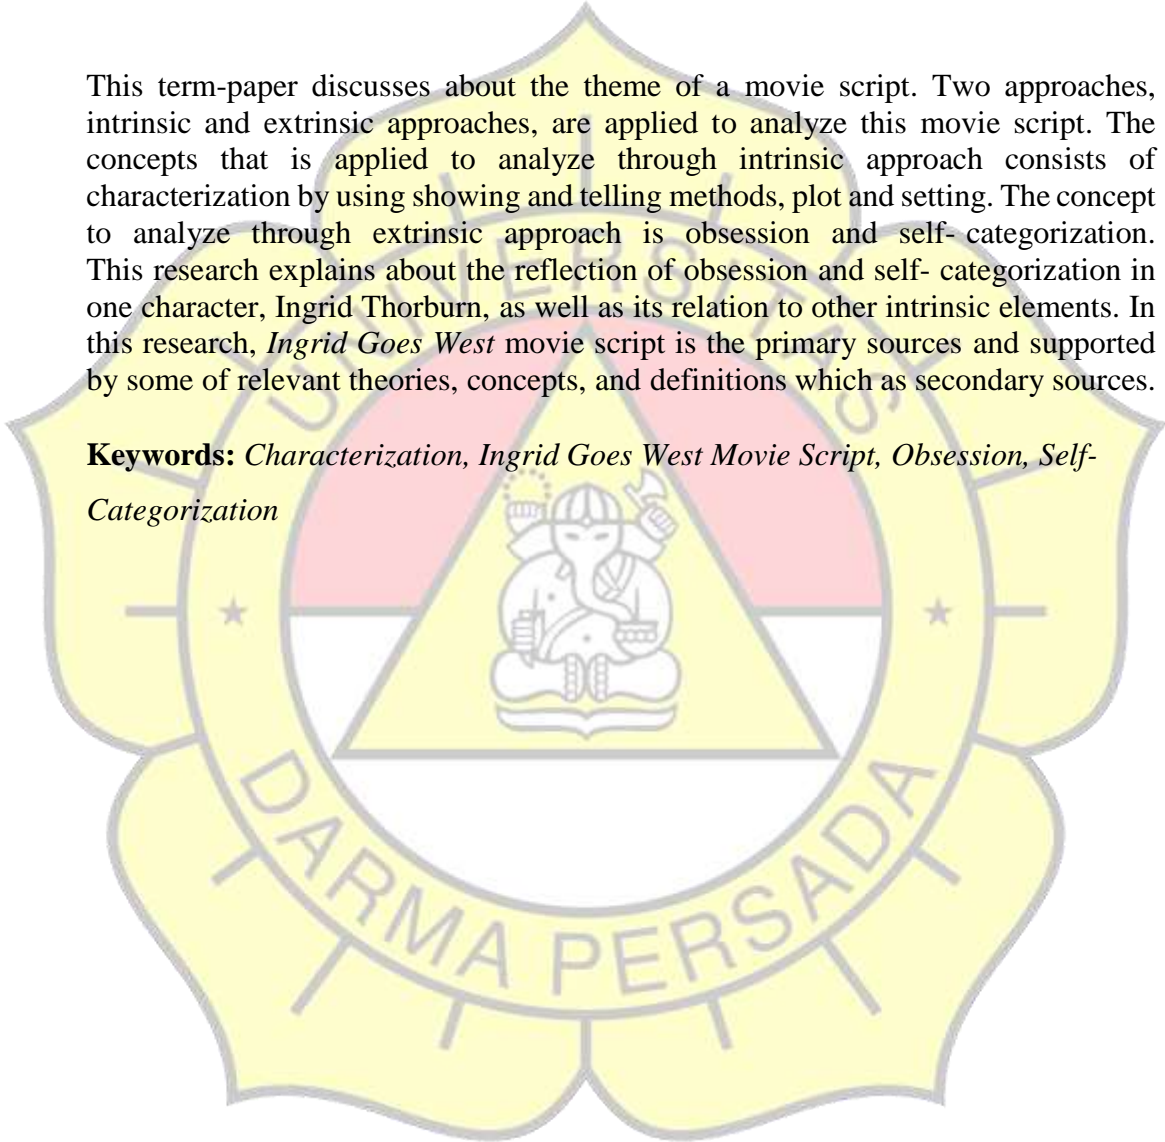 This term-paper discusses about the theme of a movie script. Two approaches,
intrinsic and extrinsic approaches, are applied to analyze this movie script. The
concepts that is applied to analyze through intrinsic approach consists of
characterization by using showing and telling methods, plot and setting. The concept
to analyze through extrinsic approach is obsession and self- categorization.
This research explains about the reflection of obsession and self- categorization in
one character, Ingrid Thorburn, as well as its relation to other intrinsic elements. In
this research, Ingrid Goes West movie script is the primary sources and supported
by some of relevant theories, concepts, and definitions which as secondary sources.
Keywords: Characterization, Ingrid Goes West Movie Script, Obsession, Self-
Categorization
UNIVERSITAS
DARMA PERSADA